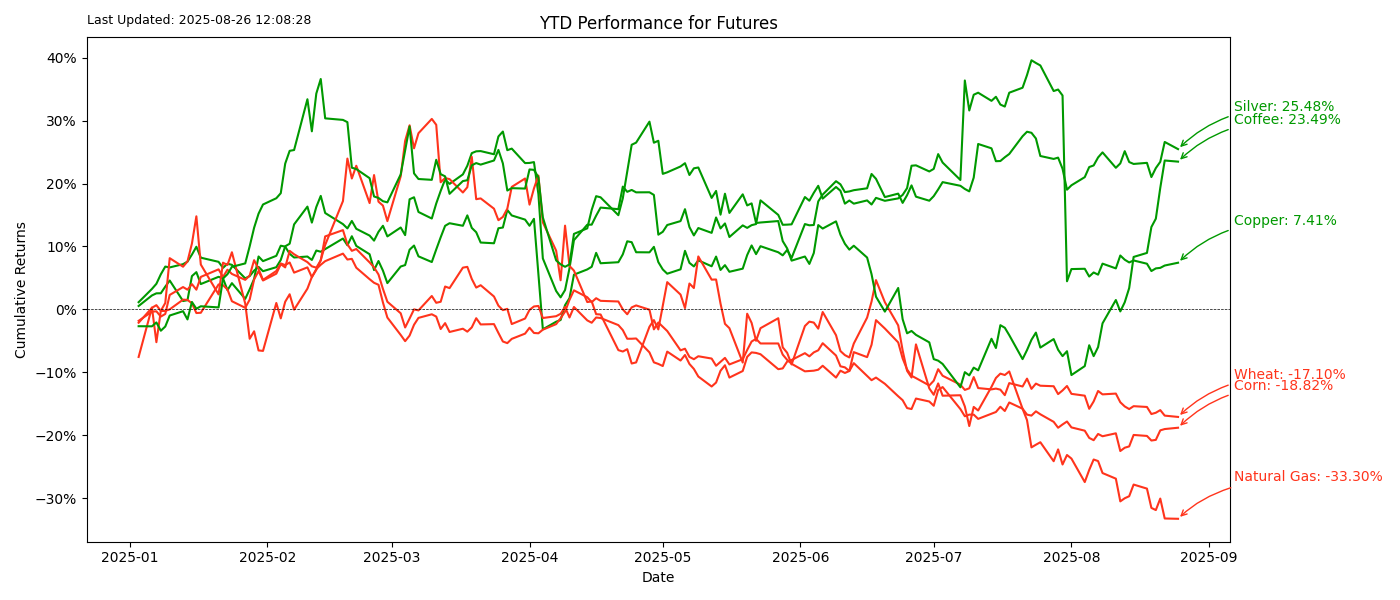 Last Updated: 2025-08-26 12:08:28
YTD Performance for Futures
Cumulative Returns
40%
30%
20%
10%
0%
−10%
−20%
−30%
Silver: 25.48%
Coffee: 23.49%
Copper: 7.41%
Wheat: -17.10%
Corn: -18.82%
Natural Gas: -33.30%
2025-01
2025-02
2025-03
2025-04
2025-05
2025-06
2025-07
2025-08
2025-09
Date